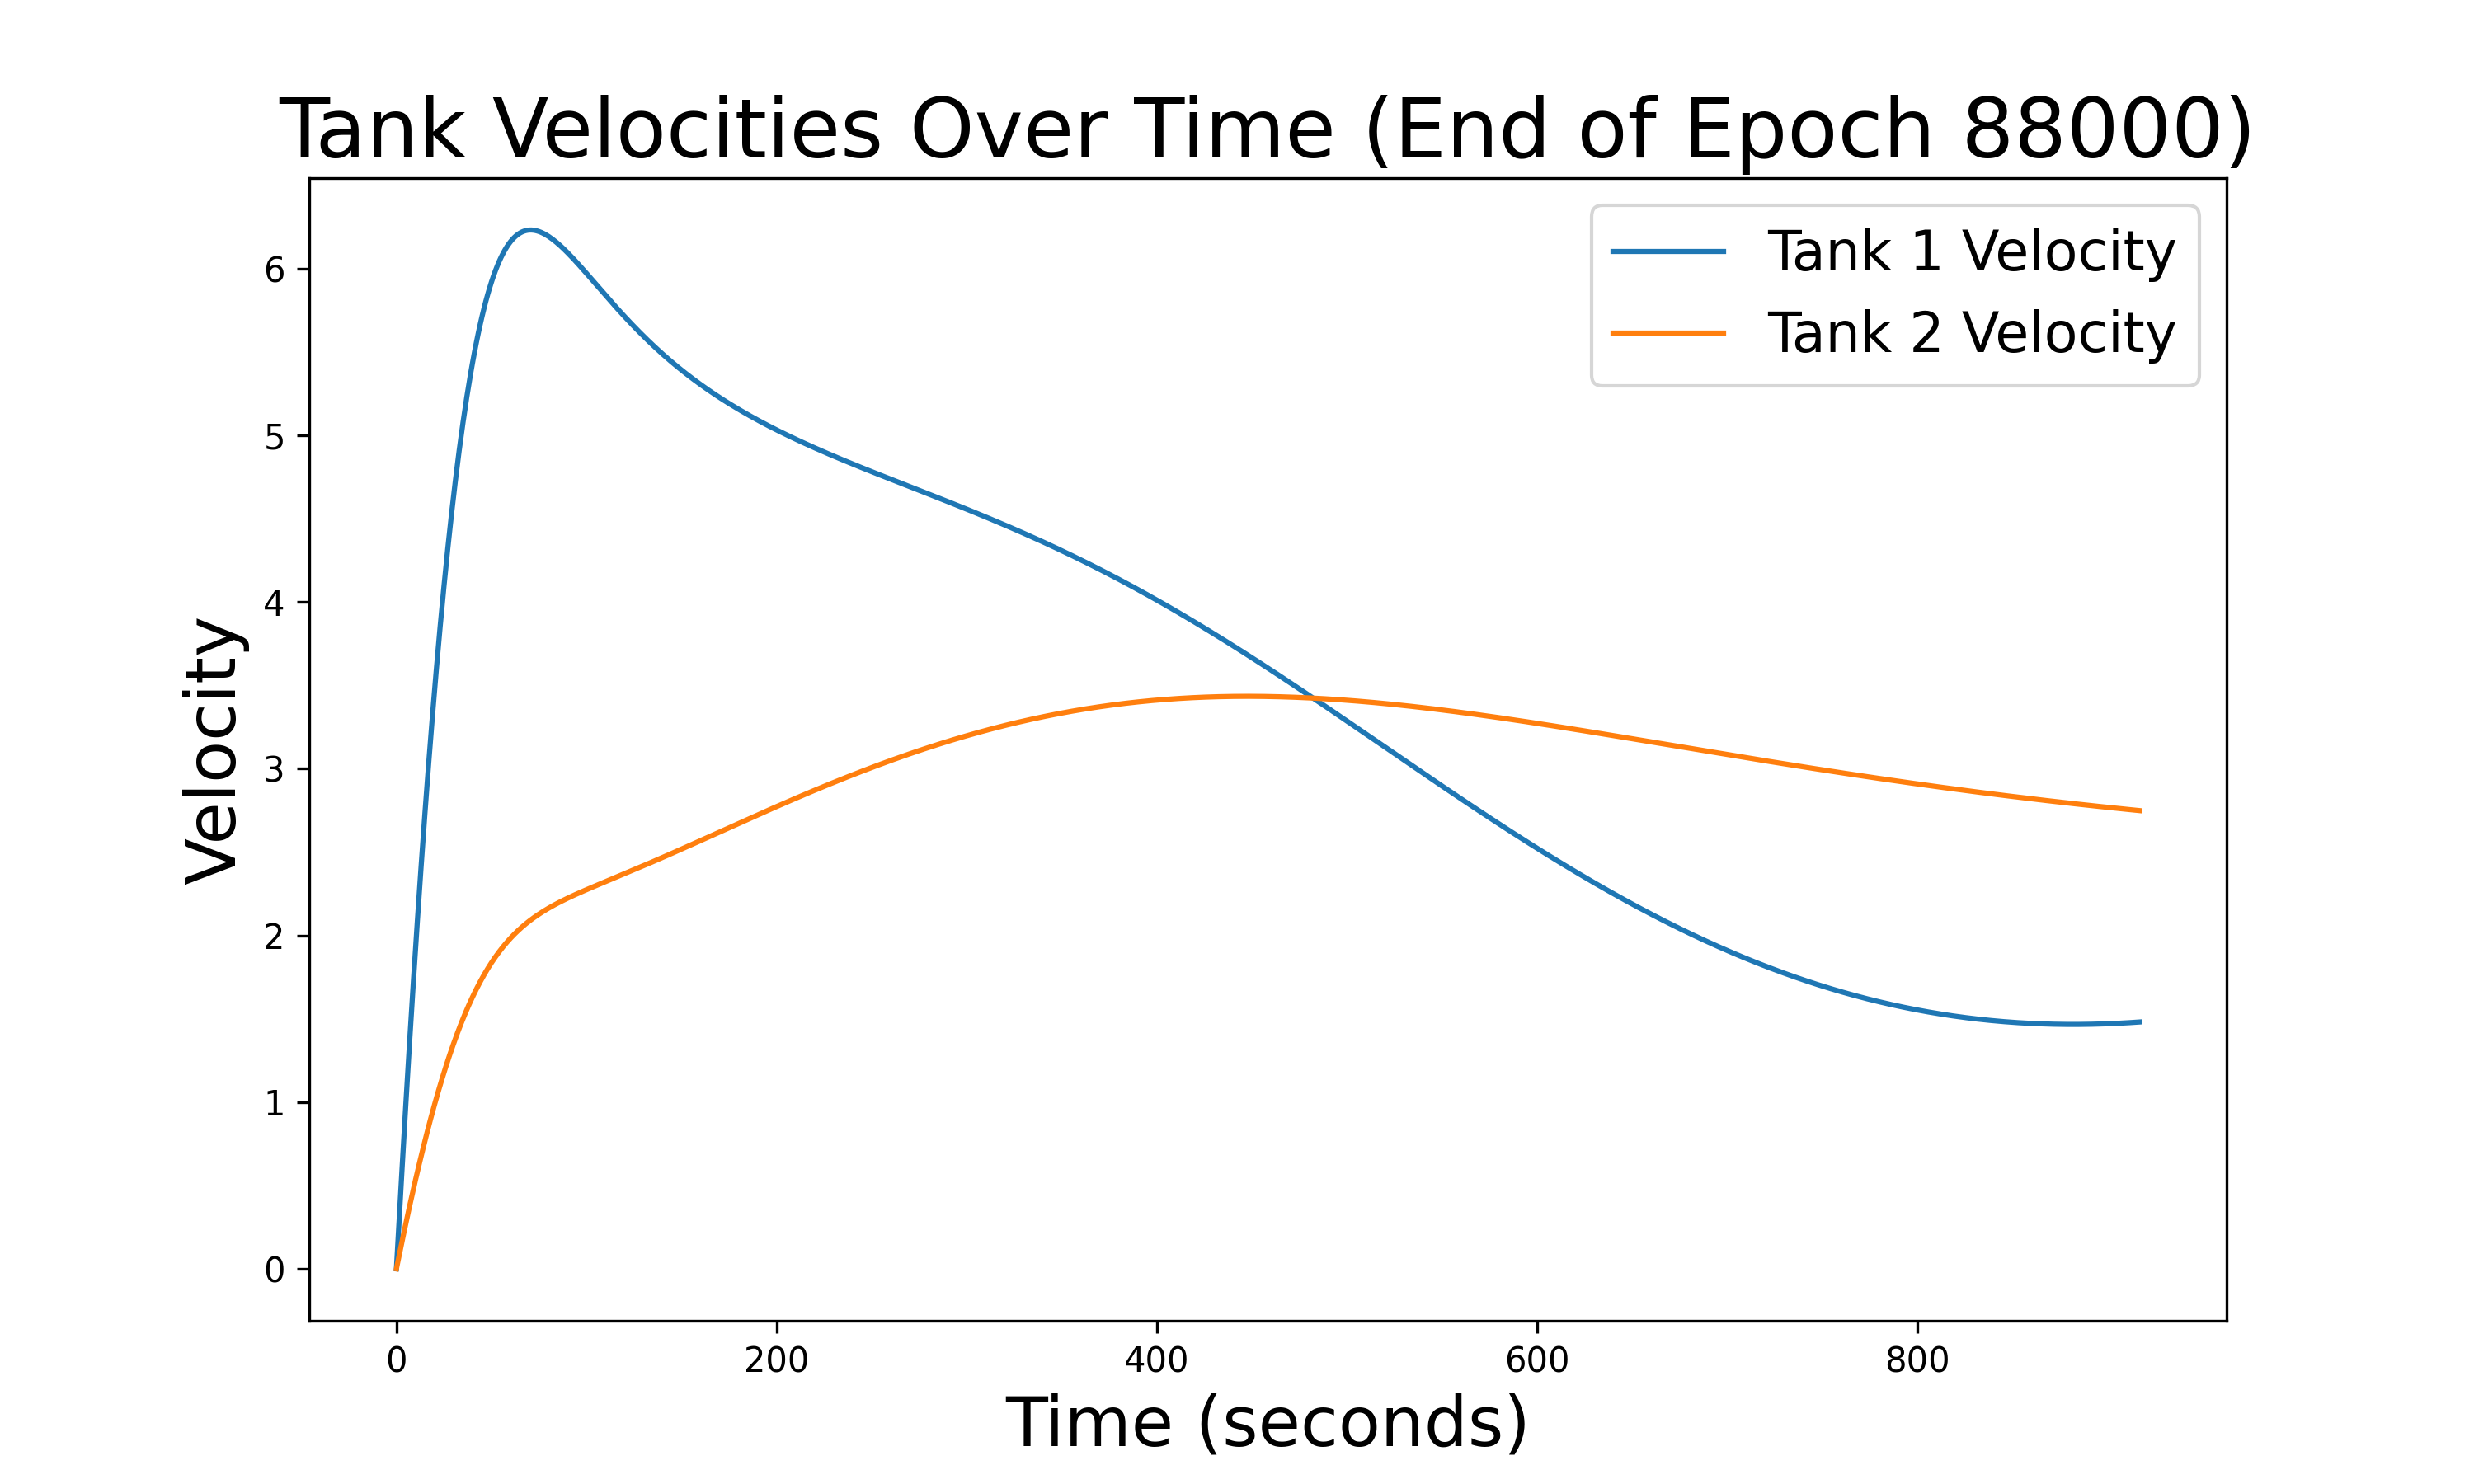 Tank Velocities Over Time (End of Epoch 88000)
Tank 1 Velocity
Tank 2 Velocity
Velocity
6
5
4
3
2
1
0
0 200 400 600 800
Time (seconds)